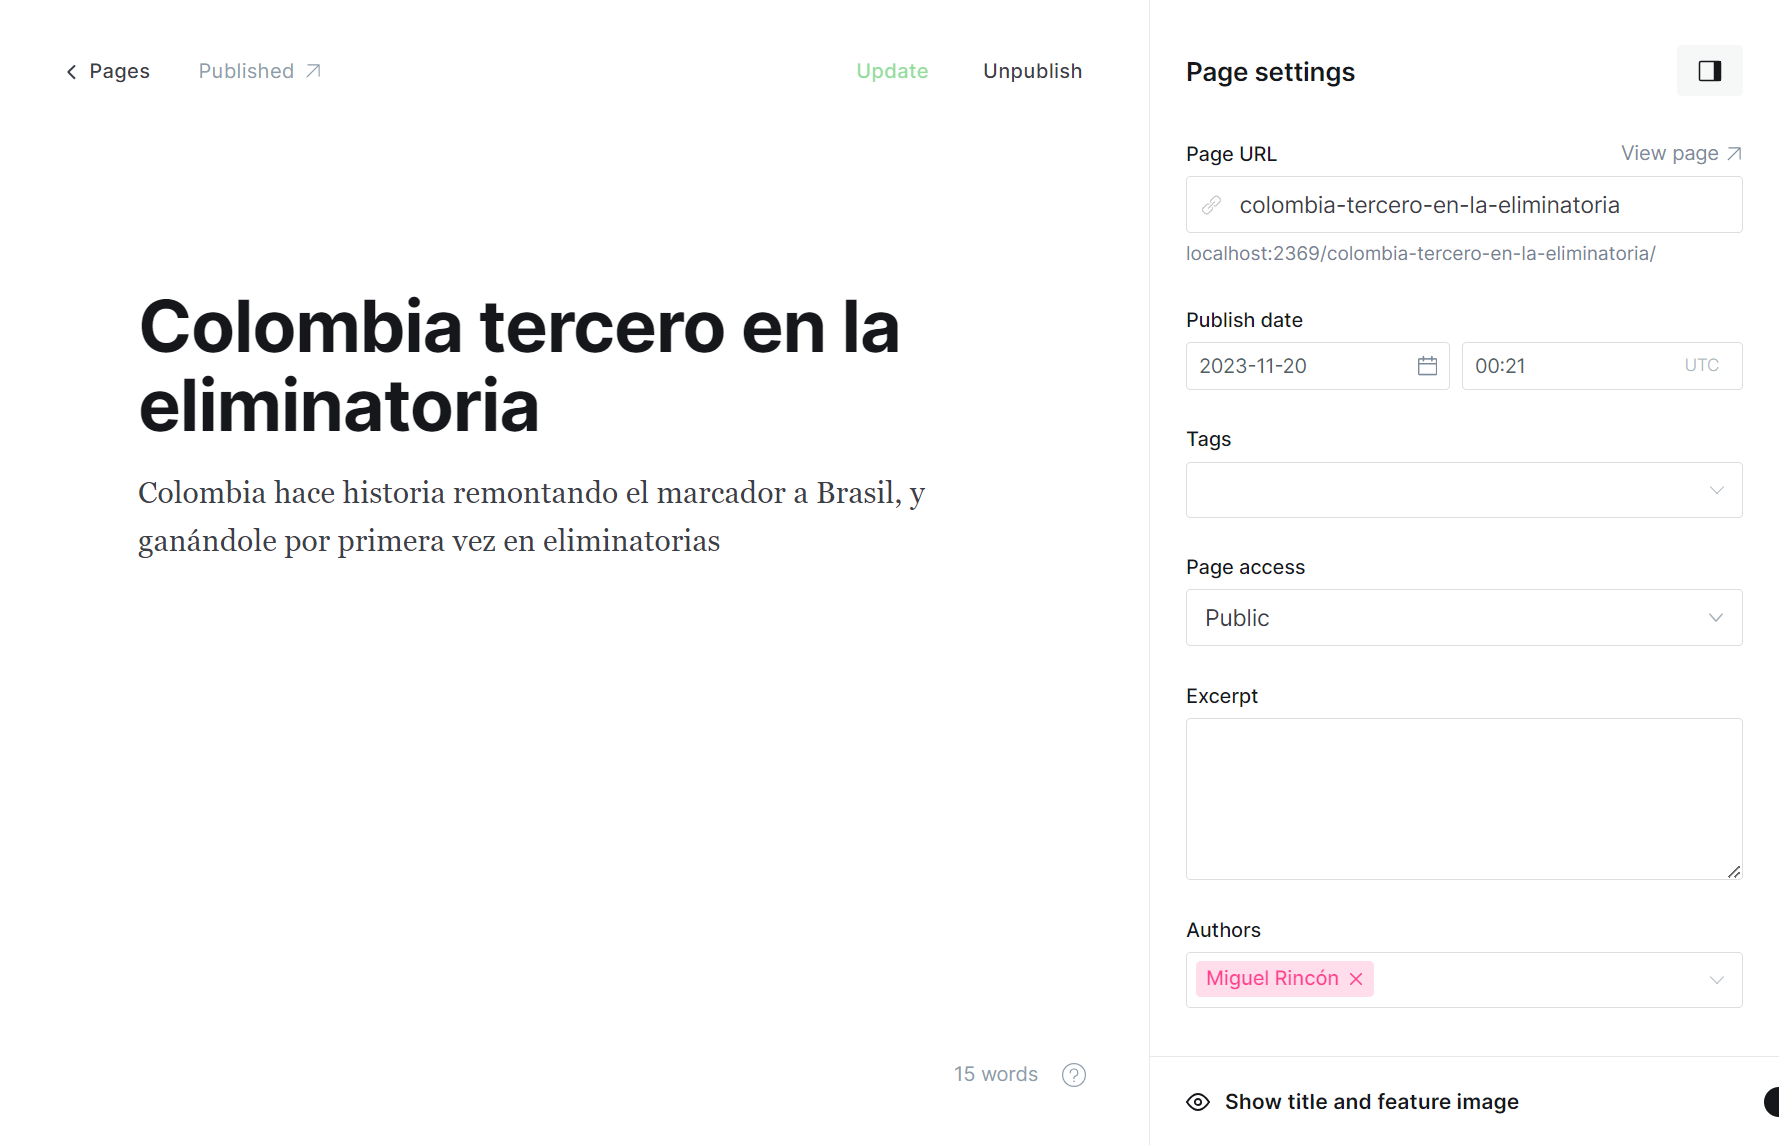 Pages
Published
Update
Unpublish
Colombia tercero en la
eliminatoria
Colombia hace historia remontando el marcador a Brasil, y
ganándole por primera vez en eliminatorias
15 words
?
Page settings
Page URL
View page
colombia-tercero-en-la-eliminatoria
localhost:2369/colombia-tercero-en-la-eliminatoria/
Publish date
2023-11-20
00:21
UTC
Tags
Page access
Public
Excerpt
Authors
Miguel Rincón
Show title and feature image